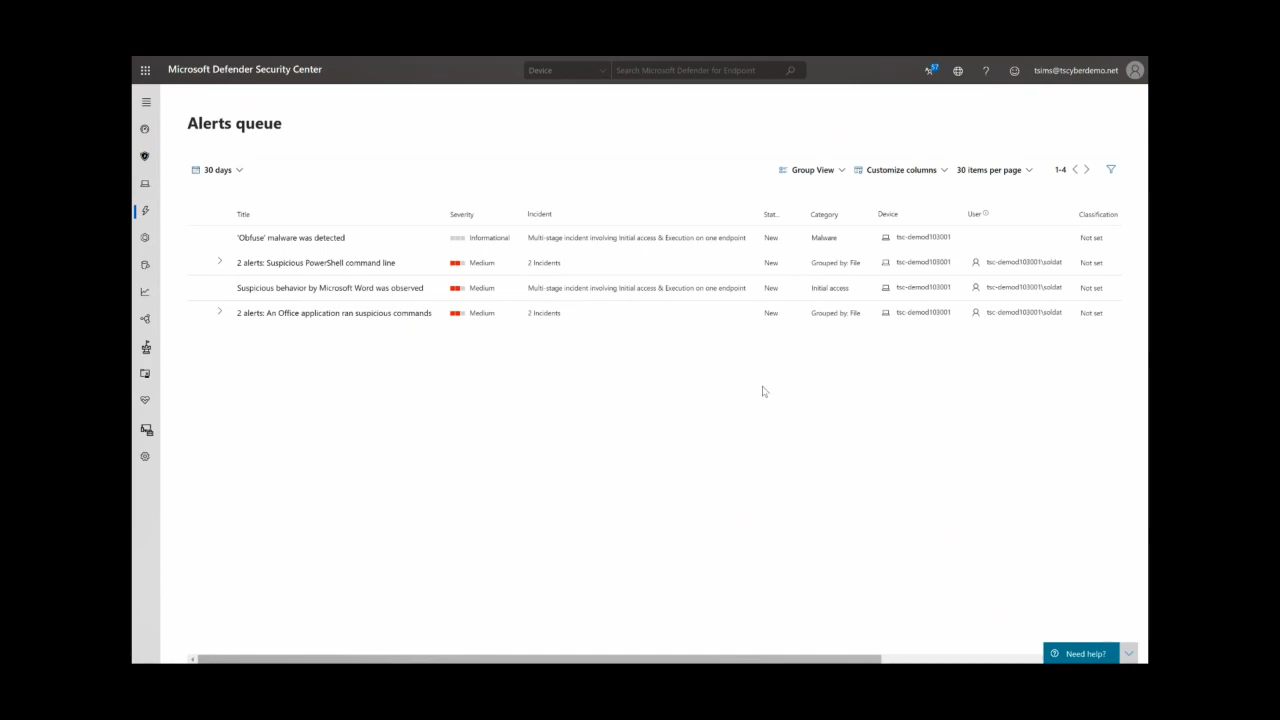 Microsoft Defender Security Center Device Search Microsoft Defender for Endpoint 57 ? tsims@tscyberdemo.net
Alerts queue
30 days Group View Customize columns 30 items per page 1-4
Title Severity Incident Stat... Category Device User Classification
'Obfuse' malware was detected Informational Multi-stage incident involving Initial access & Execution on one endpoint New Malware tsc-demod103001 Not set
2 alerts: Suspicious PowerShell command line Medium 2 Incidents New Grouped by: File tsc-demod103001 tsc-demod103001\soldat Not set
Suspicious behavior by Microsoft Word was observed Medium Multi-stage incident involving Initial access & Execution on one endpoint New Initial access tsc-demod103001 tsc-demod103001\soldat Not set
2 alerts: An Office application ran suspicious commands Medium 2 Incidents New Grouped by: File tsc-demod103001 tsc-demod103001\soldat Not set
Need help?